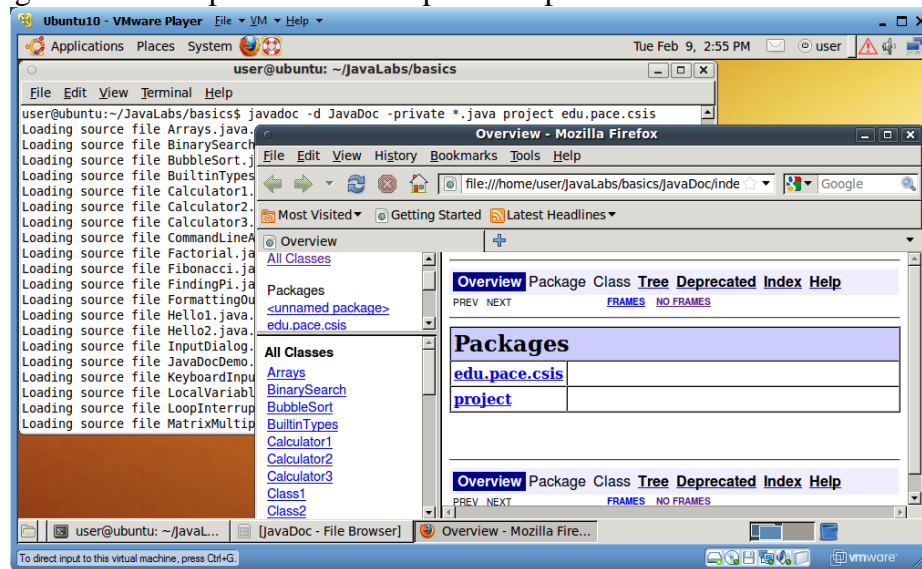 Ubuntu10 - VMware Player File VM Help
Applications Places System Tue Feb 9, 2:55 PM user
user@ubuntu: ~/JavaLabs/basics
File Edit View Terminal Help
user@ubuntu:~/JavaLabs/basics$ javadoc -d JavaDoc -private *.java project edu.pace.csis
Loading source file Arrays.java.
Loading source file BinarySearch
Loading source file BubbleSort.j
Loading source file BuiltinTypes
Loading source file Calculator1.
Loading source file Calculator2.
Loading source file Calculator3.
Loading source file CommandLineA
Loading source file Factorial.ja
Loading source file Fibonacci.ja
Loading source file FindingPi.ja
Loading source file FormattingOu
Loading source file Hello1.java.
Loading source file Hello2.java.
Loading source file InputDialog.
Loading source file JavaDocDemo.
Loading source file KeyboardInpu
Loading source file LocalVariabl
Loading source file LoopInterrup
Loading source file MatrixMultip
Overview - Mozilla Firefox
File Edit View History Bookmarks Tools Help
file:///home/user/JavaLabs/basics/JavaDoc/inde Google
Most Visited Getting Started Latest Headlines
Overview
All Classes
Packages
<unnamed package>
edu.pace.csis
All Classes
Arrays
BinarySearch
BubbleSort
BuiltinTypes
Calculator1
Calculator2
Calculator3
Class1
Class2
Overview Package Class Tree Deprecated Index Help
PREV NEXT FRAMES NO FRAMES
Packages
edu.pace.csis
project
Overview Package Class Tree Deprecated Index Help
PREV NEXT FRAMES NO FRAMES
user@ubuntu: ~/JavaL... [JavaDoc - File Browser] Overview - Mozilla Fire...
To direct input to this virtual machine, press Ctrl+G. vmware